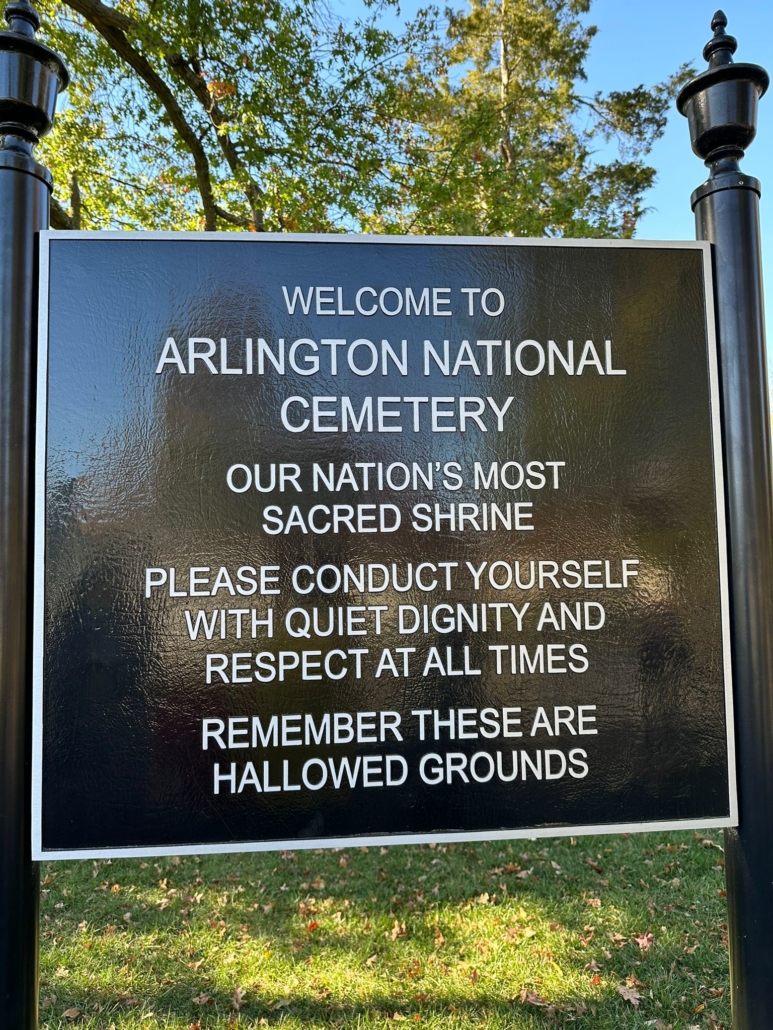 WELCOME TO
ARLINGTON NATIONAL
CEMETERY
OUR NATION'S MOST
SACRED SHRINE
PLEASE CONDUCT YOURSELF
WITH QUIET DIGNITY AND
RESPECT AT ALL TIMES
REMEMBER THESE ARE
HALLOWED GROUNDS